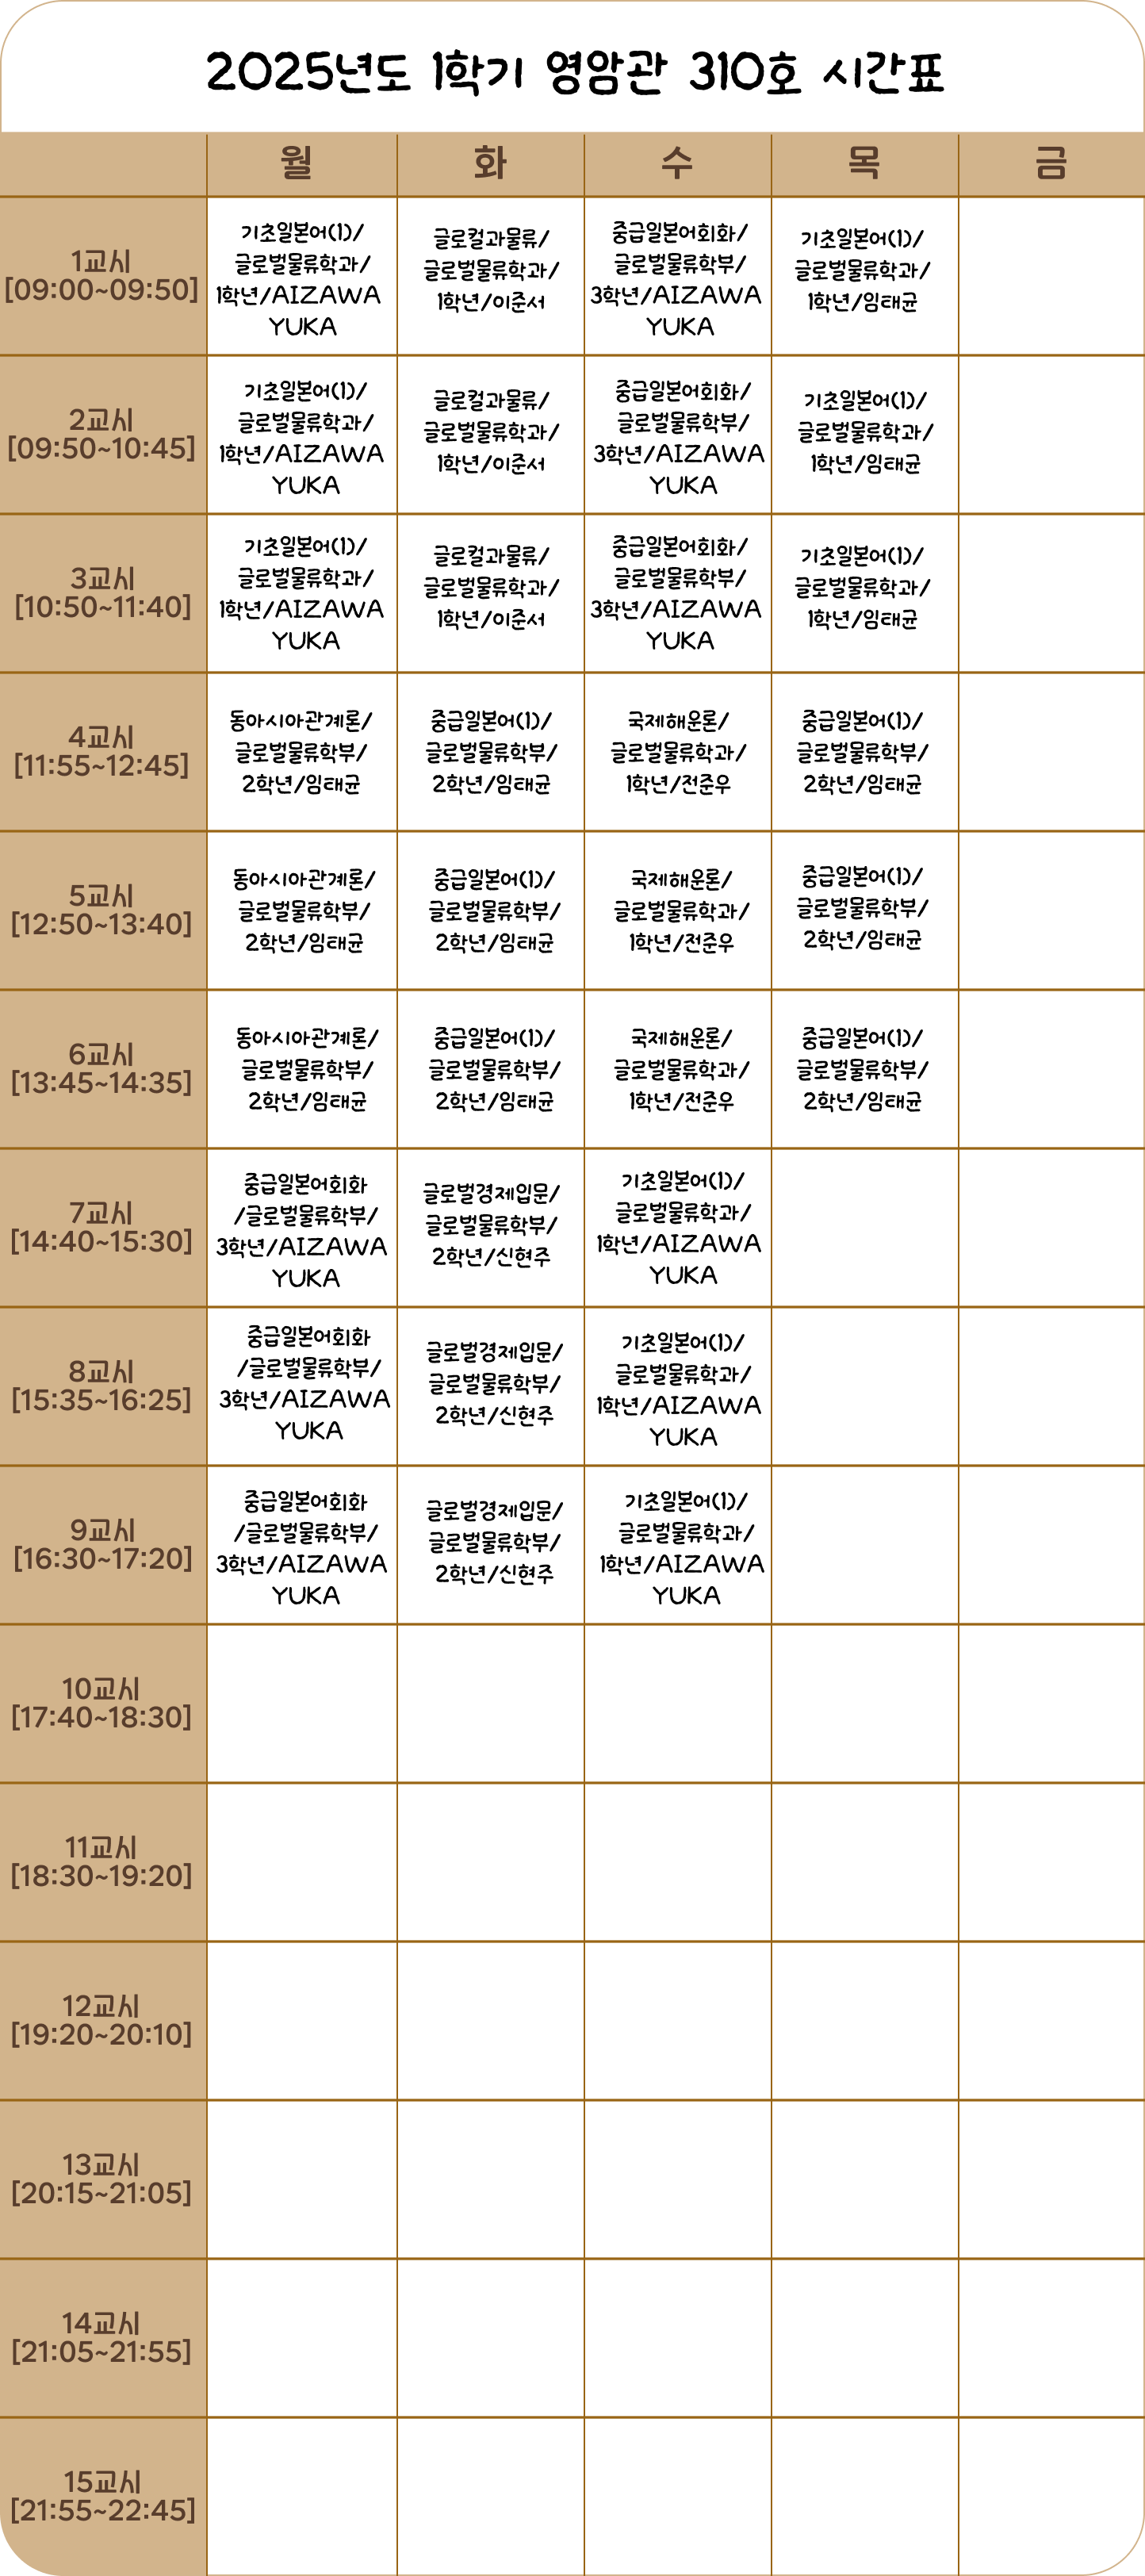 2025년도 1학기 영암관 310호 시간표
월 화 수 목 금
1교시
[09:00~09:50]
기초일본어(1)/
글로벌물류학과/
1학년/AIZAWA
YUKA
글로컬과물류/
글로벌물류학과/
1학년/이준서
중급일본어회화/
글로벌물류학부/
3학년/AIZAWA
YUKA
기초일본어(1)/
글로벌물류학과/
1학년/임태균
2교시
[09:50~10:45]
기초일본어(1)/
글로벌물류학과/
1학년/AIZAWA
YUKA
글로컬과물류/
글로벌물류학과/
1학년/이준서
중급일본어회화/
글로벌물류학부/
3학년/AIZAWA
YUKA
기초일본어(1)/
글로벌물류학과/
1학년/임태균
3교시
[10:50~11:40]
기초일본어(1)/
글로벌물류학과/
1학년/AIZAWA
YUKA
글로컬과물류/
글로벌물류학과/
1학년/이준서
중급일본어회화/
글로벌물류학부/
3학년/AIZAWA
YUKA
기초일본어(1)/
글로벌물류학과/
1학년/임태균
4교시
[11:55~12:45]
동아시아관계론/
글로벌물류학부/
2학년/임태균
중급일본어(1)/
글로벌물류학부/
2학년/임태균
국제해운론/
글로벌물류학과/
1학년/전준우
중급일본어(1)/
글로벌물류학부/
2학년/임태균
5교시
[12:50~13:40]
동아시아관계론/
글로벌물류학부/
2학년/임태균
중급일본어(1)/
글로벌물류학부/
2학년/임태균
국제해운론/
글로벌물류학과/
1학년/전준우
중급일본어(1)/
글로벌물류학부/
2학년/임태균
6교시
[13:45~14:35]
동아시아관계론/
글로벌물류학부/
2학년/임태균
중급일본어(1)/
글로벌물류학부/
2학년/임태균
국제해운론/
글로벌물류학과/
1학년/전준우
중급일본어(1)/
글로벌물류학부/
2학년/임태균
7교시
[14:40~15:30]
중급일본어회화
/글로벌물류학부/
3학년/AIZAWA
YUKA
글로벌경제입문/
글로벌물류학부/
2학년/신현주
기초일본어(1)/
글로벌물류학과/
1학년/AIZAWA
YUKA
8교시
[15:35~16:25]
중급일본어회화
/글로벌물류학부/
3학년/AIZAWA
YUKA
글로벌경제입문/
글로벌물류학부/
2학년/신현주
기초일본어(1)/
글로벌물류학과/
1학년/AIZAWA
YUKA
9교시
[16:30~17:20]
중급일본어회화
/글로벌물류학부/
3학년/AIZAWA
YUKA
글로벌경제입문/
글로벌물류학부/
2학년/신현주
기초일본어(1)/
글로벌물류학과/
1학년/AIZAWA
YUKA
10교시
[17:40~18:30]
11교시
[18:30~19:20]
12교시
[19:20~20:10]
13교시
[20:15~21:05]
14교시
[21:05~21:55]
15교시
[21:55~22:45]